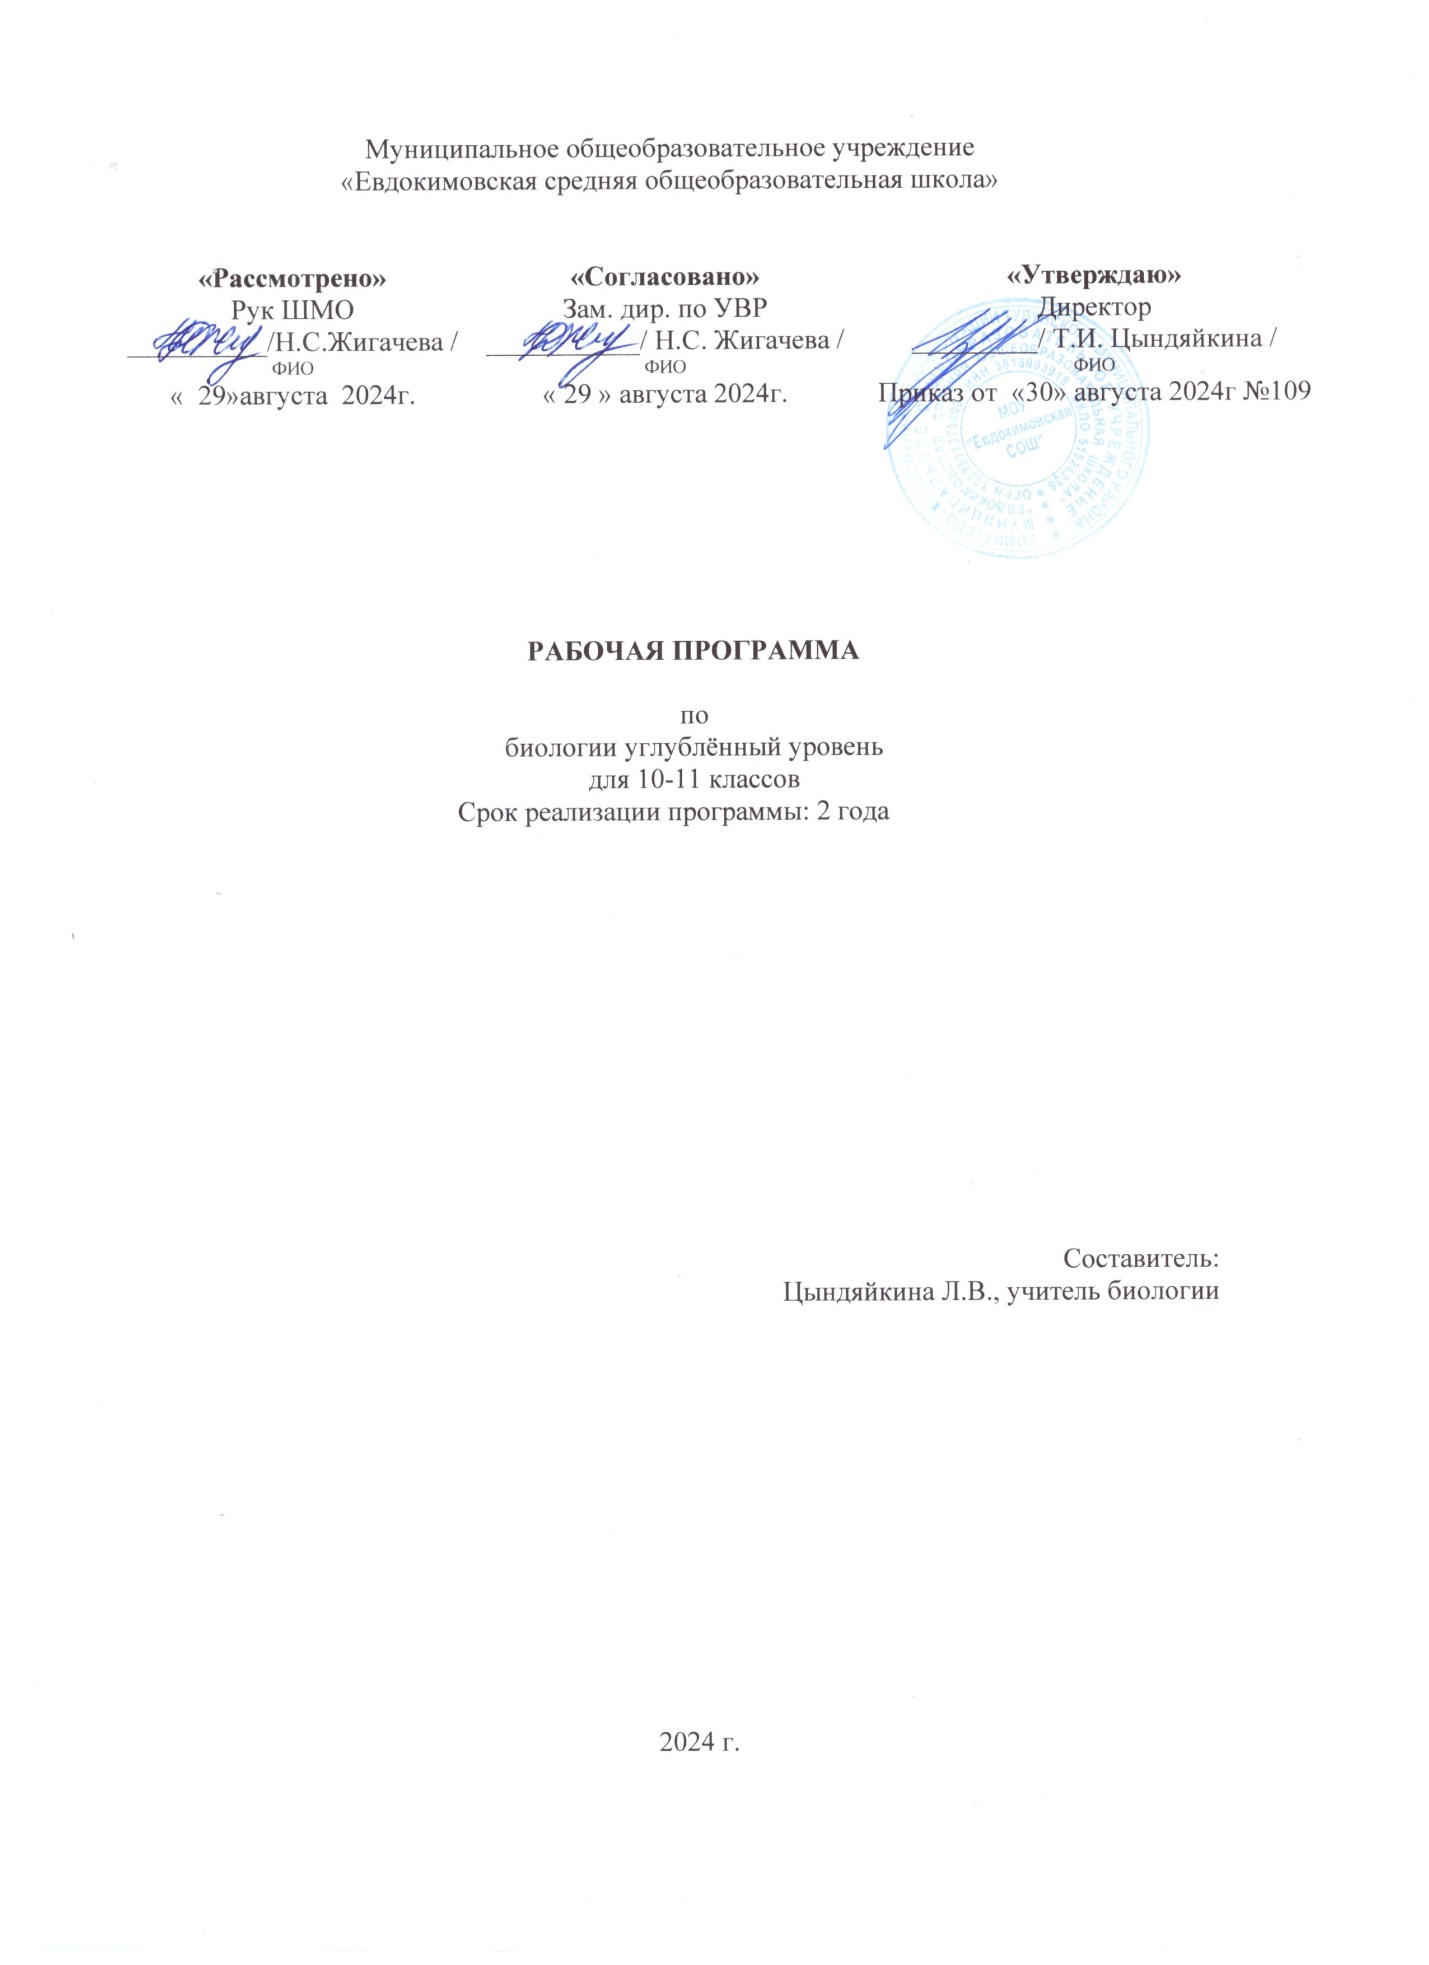 Муниципальное общеобразовательное учреждение
«Евдокимовская средняя общеобразовательная школа»
«Рассмотрено»
Рук ШМО
____________/Н.С.Жигачева /
ФИО
« 29»августа 2024г.
«Согласовано»
Зам. дир. по УВР
____________/ Н.С. Жигачева /
ФИО
« 29 » августа 2024г.
«Утверждаю»
Директор
__________/ Т.И. Цындяйкина /
ФИО
Приказ от «30» августа 2024г №109
МОУ
"Евдокимовская
СОШ"
РАБОЧАЯ ПРОГРАММА
по
биологии углублённый уровень
для 10-11 классов
Срок реализации программы: 2 года
Составитель:
Цындяйкина Л.В., учитель биологии
2024 г.